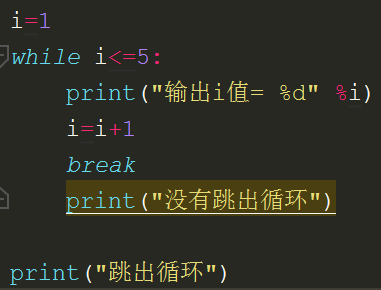 i=1
while i<=5:
    print("输出i值= %d" %i)
    i=i+1
    break
    print("没有跳出循环")
print("跳出循环")